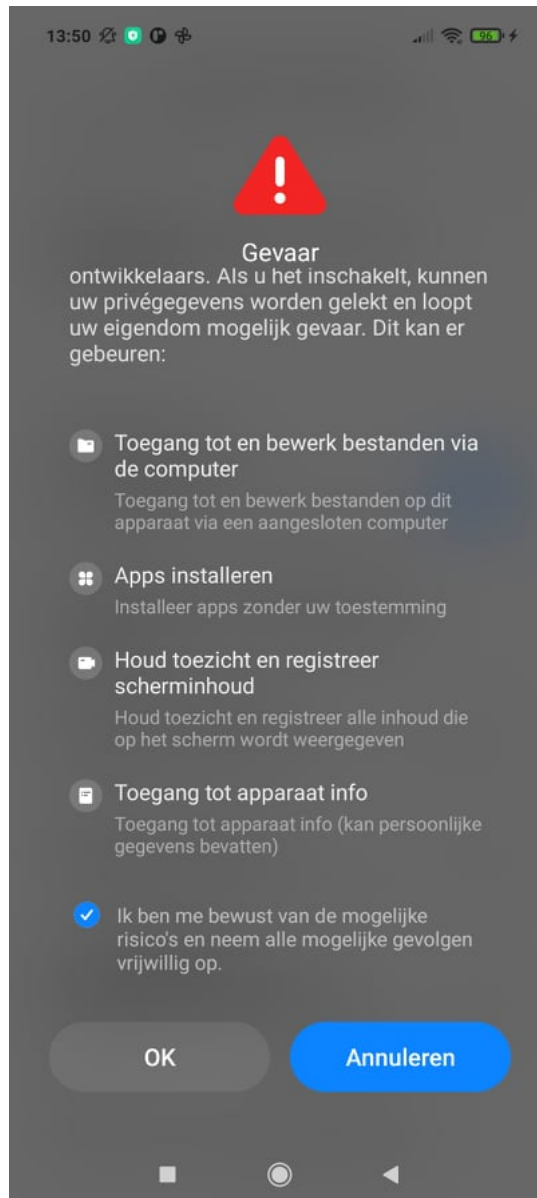 13:50
96
Gevaar
ontwikkelaars. Als u het inschakelt, kunnen
uw privégegevens worden gelekt en loopt
uw eigendom mogelijk gevaar. Dit kan er
gebeuren:
Toegang tot en bewerk bestanden via
de computer
Toegang tot en bewerk bestanden op dit
apparaat via een aangesloten computer
Apps installeren
Installeer apps zonder uw toestemming
Houd toezicht en registreer
scherminhoud
Houd toezicht en registreer alle inhoud die
op het scherm wordt weergegeven
Toegang tot apparaat info
Toegang tot apparaat info (kan persoonlijke
gegevens bevatten)
Ik ben me bewust van de mogelijke
risico's en neem alle mogelijke gevolgen
vrijwillig op.
OK
Annuleren